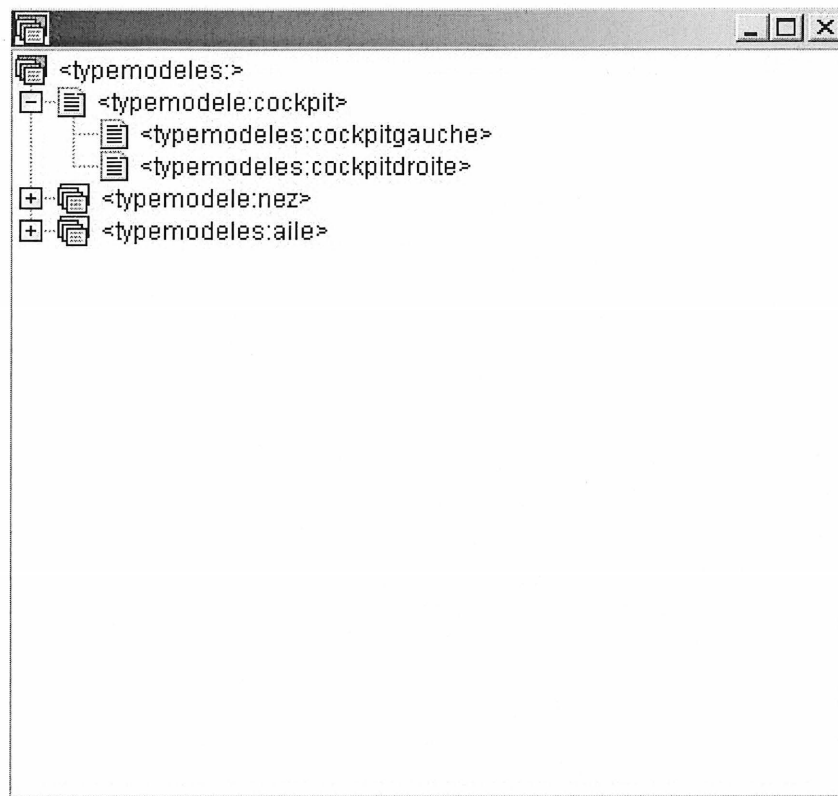 <typemodeles:>
<typemodele:cockpit>
<typemodeles:cockpitgauche>
<typemodeles:cockpitdroite>
<typemodele:nez>
<typemodeles:aile>